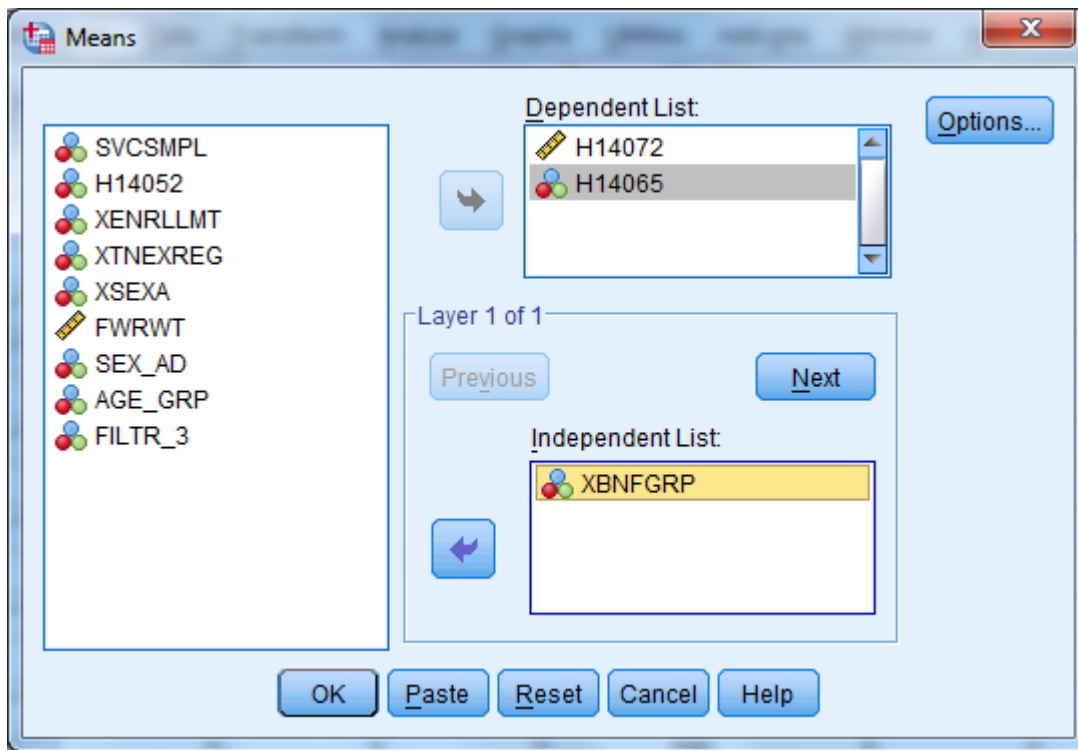 Means
Dependent List:
Options...
SVCSMPL
H14052
XENRLLMT
XTNEXREG
XSEXA
FWRWT
SEX_AD
AGE_GRP
FILTR_3
H14072
H14065
Layer 1 of 1
Previous
Next
Independent List:
XBNFGRP
OK
Paste
Reset
Cancel
Help